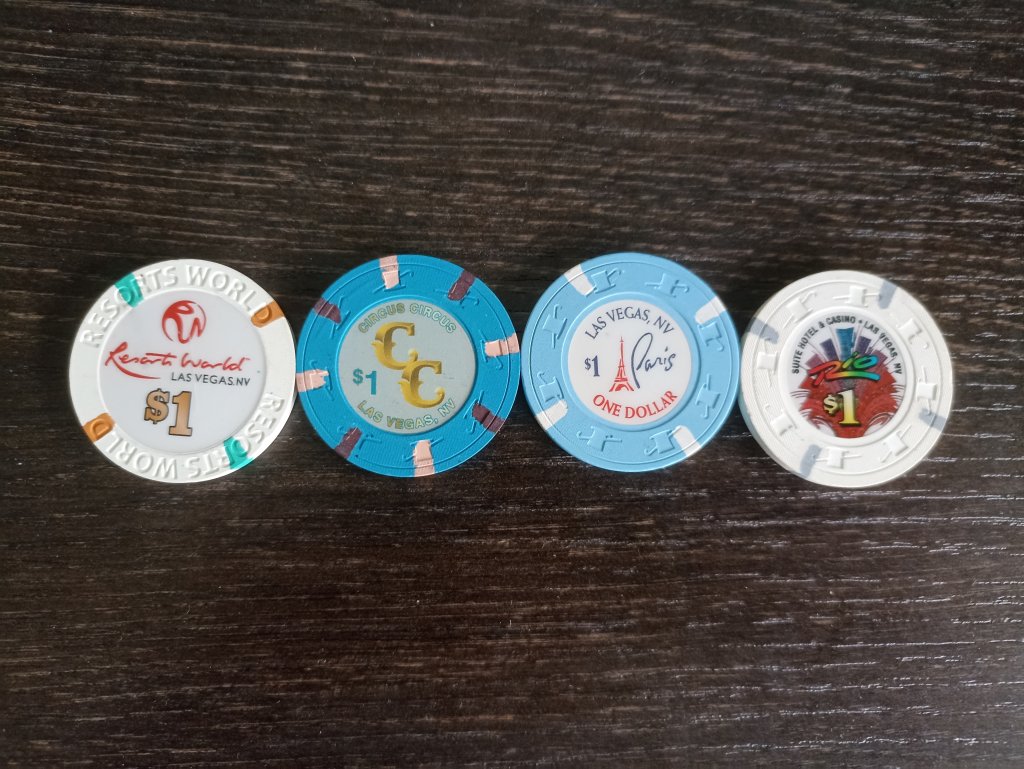 RESORTS WORLD
RW
Resorts World
LAS VEGAS, NV
$1
RESORTS WORLD
CIRCUS CIRCUS
CC
$1
LAS VEGAS, NV
LAS VEGAS, NV
$1 Paris
ONE DOLLAR
SUITE HOTEL & CASINO • LAS VEGAS, NV
Rio
$1